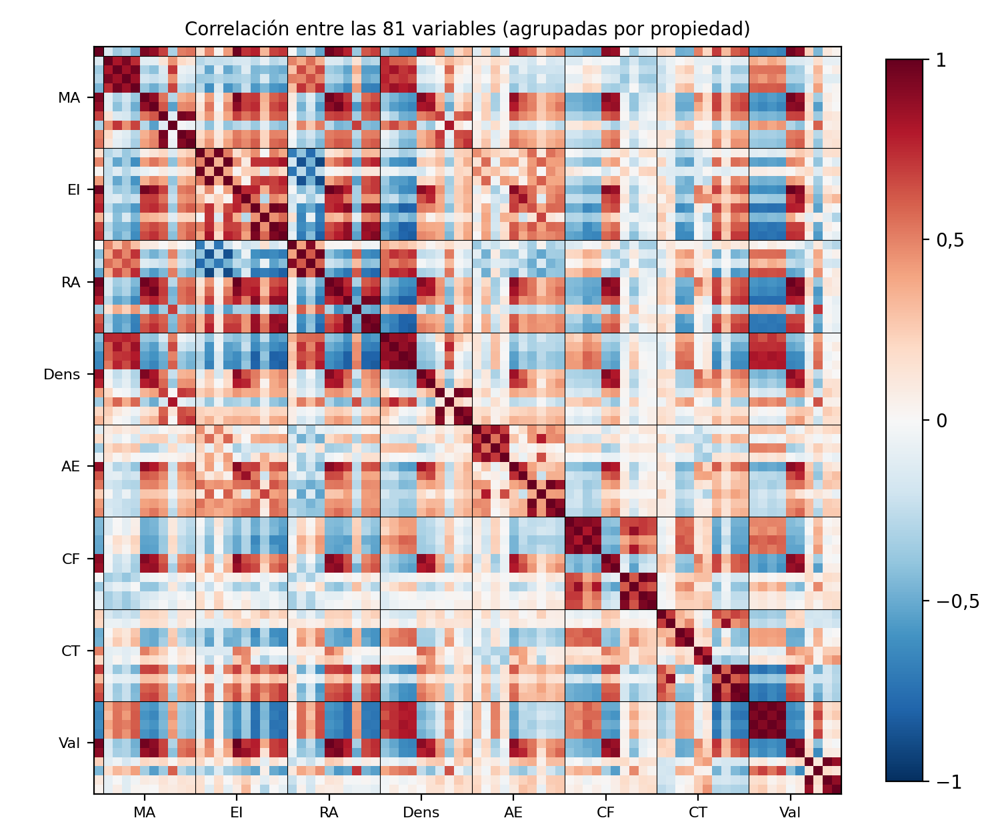 Correlación entre las 81 variables (agrupadas por propiedad)
MA
EI
RA
Dens
AE
CF
CT
Val
MA EI RA Dens AE CF CT Val
1
0,5
0
−0,5
−1